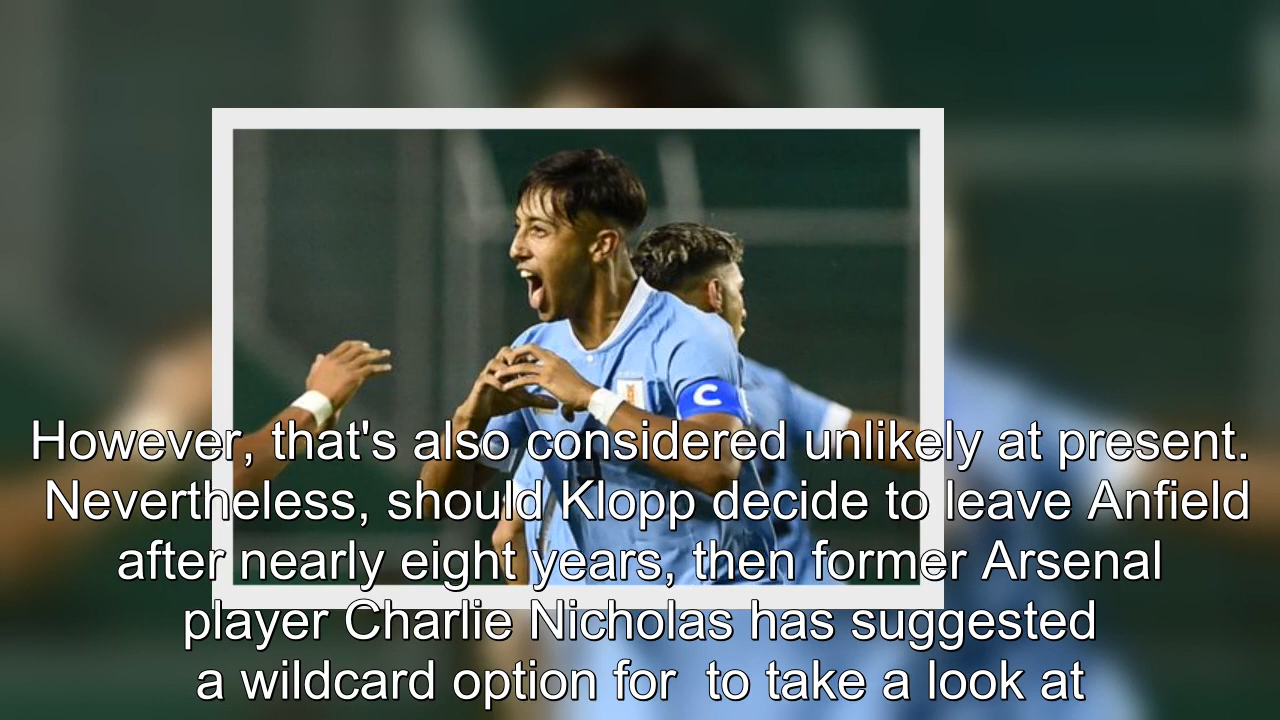 C
However, that's also considered unlikely at present.
Nevertheless, should Klopp decide to leave Anfield
after nearly eight years, then former Arsenal
player Charlie Nicholas has suggested
a wildcard option for  to take a look at